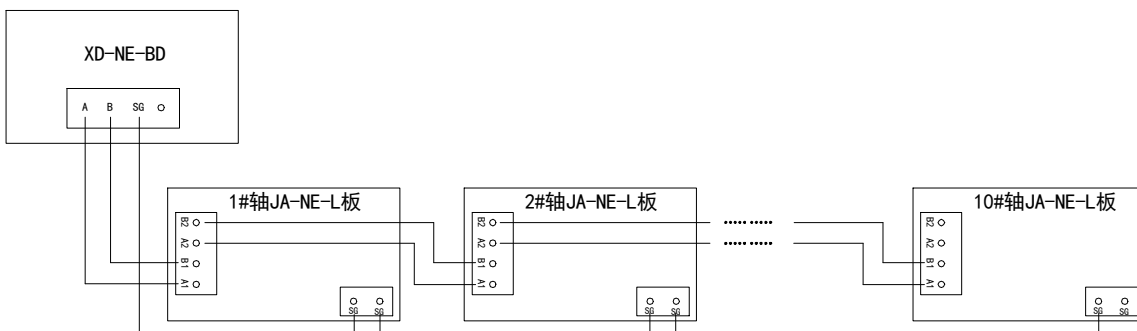 XD-NE-BD
A B SG
1#轴JA-NE-L板 2#轴JA-NE-L板 10#轴JA-NE-L板
B2 B2 ••••• ••••• B2
A2 A2 ••••• ••••• A2
B1 B1 B1
A1 A1 A1
SG SG SG SG SG SG